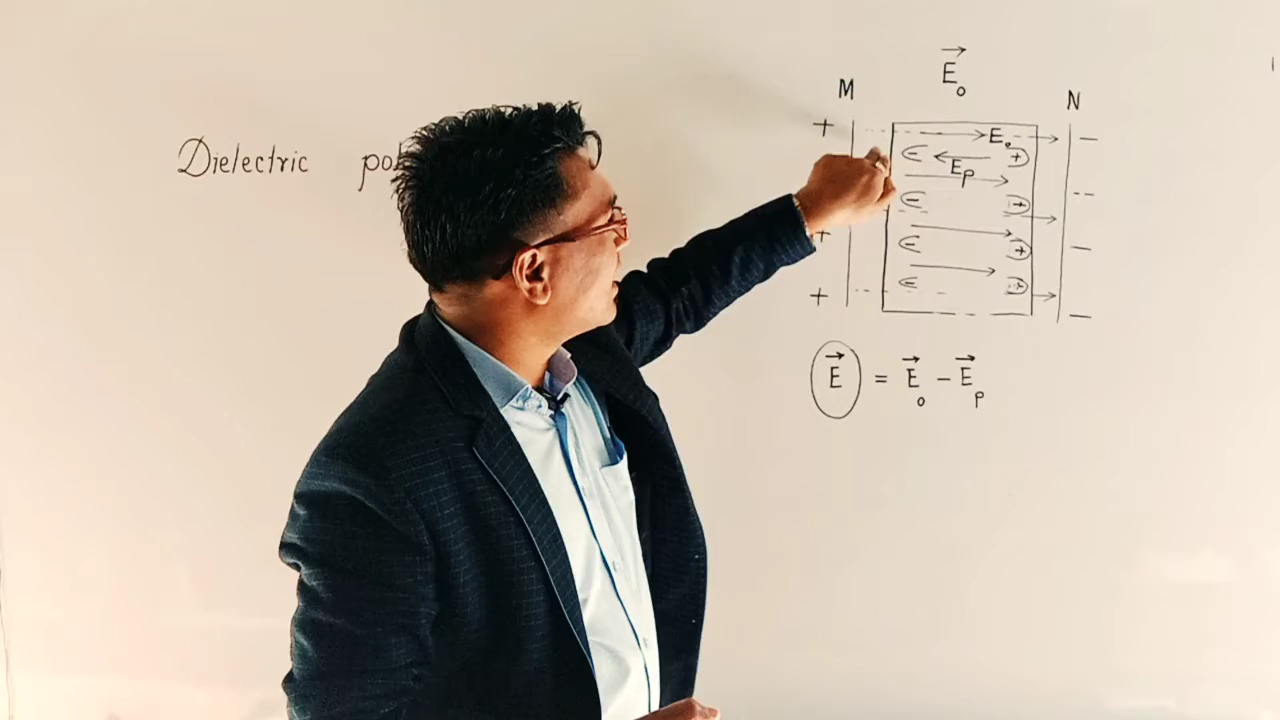 Dielectric
M E₀ N
+ E₀ −
− Eₚ +
− + −−
+ − + −
− +
+ −
E = E₀ − Eₚ